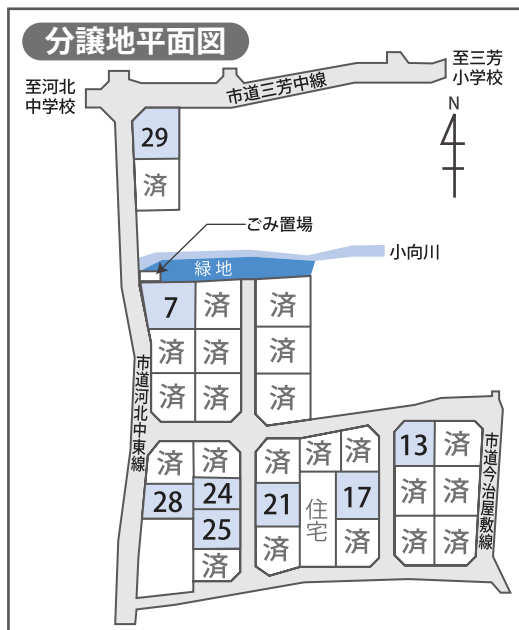 分譲地平面図
至河北
中学校
市道三芳中線
至三芳
小学校
N
29
済
ごみ置場
緑地
小向川
7
済
済
済
済
済
済
済
済
市道河北中東線
済
済
28
24
25
済
済
21
済
済
済
住宅
17
済
13
済
済
済
済
済
市道今治屋敷線